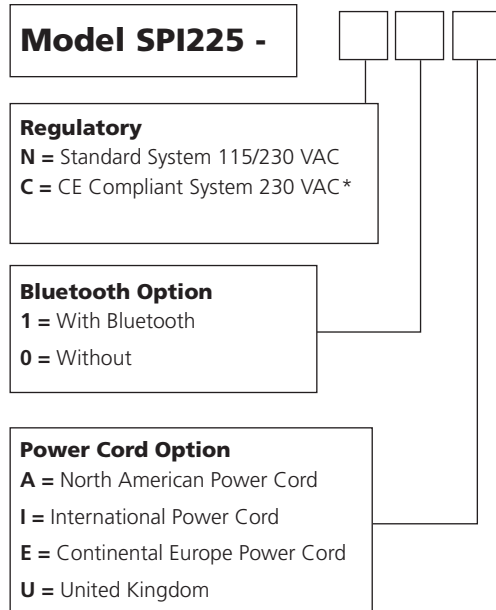 Model SPI225 -
Regulatory
N = Standard System 115/230 VAC
C = CE Compliant System 230 VAC*
Bluetooth Option
1 = With Bluetooth
0 = Without
Power Cord Option
A = North American Power Cord
I = International Power Cord
E = Continental Europe Power Cord
U = United Kingdom